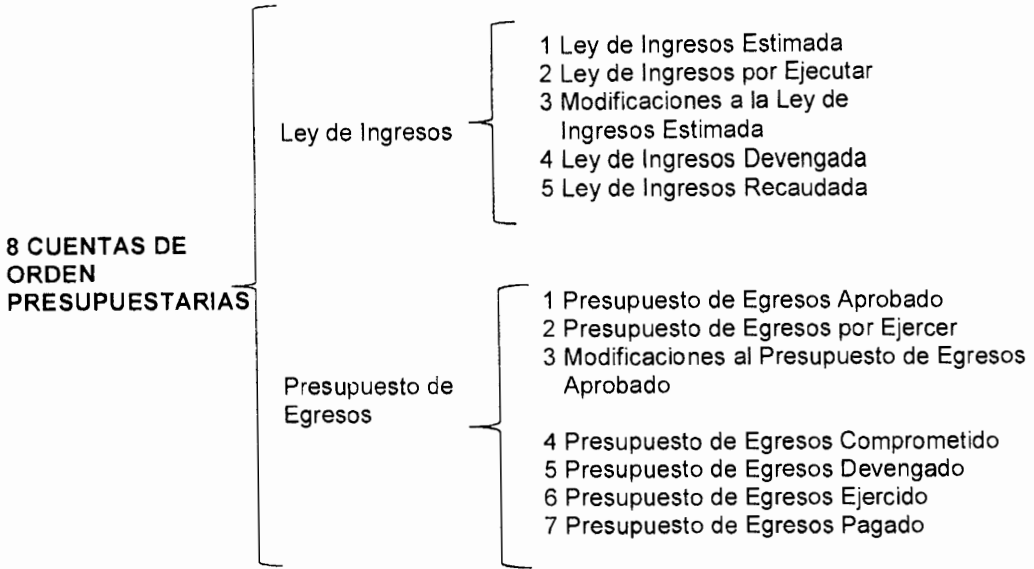 8 CUENTAS DE
ORDEN
PRESUPUESTARIAS
Ley de Ingresos
1 Ley de Ingresos Estimada
2 Ley de Ingresos por Ejecutar
3 Modificaciones a la Ley de
Ingresos Estimada
4 Ley de Ingresos Devengada
5 Ley de Ingresos Recaudada
Presupuesto de
Egresos
1 Presupuesto de Egresos Aprobado
2 Presupuesto de Egresos por Ejercer
3 Modificaciones al Presupuesto de Egresos
Aprobado
4 Presupuesto de Egresos Comprometido
5 Presupuesto de Egresos Devengado
6 Presupuesto de Egresos Ejercido
7 Presupuesto de Egresos Pagado